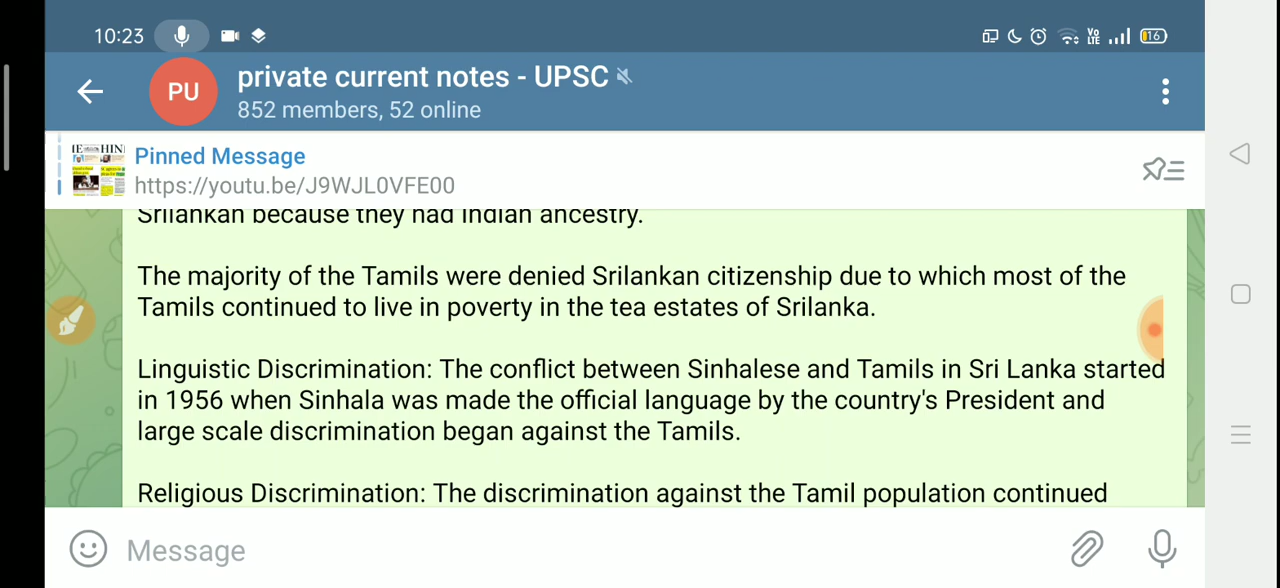 10:23
Vo
LTE
16
PU
private current notes - UPSC
852 members, 52 online
Pinned Message
https://youtu.be/J9WJL0VFE00
Srilankan because they had Indian ancestry.
The majority of the Tamils were denied Srilankan citizenship due to which most of the
Tamils continued to live in poverty in the tea estates of Srilanka.
Linguistic Discrimination: The conflict between Sinhalese and Tamils in Sri Lanka started
in 1956 when Sinhala was made the official language by the country's President and
large scale discrimination began against the Tamils.
Religious Discrimination: The discrimination against the Tamil population continued
Message